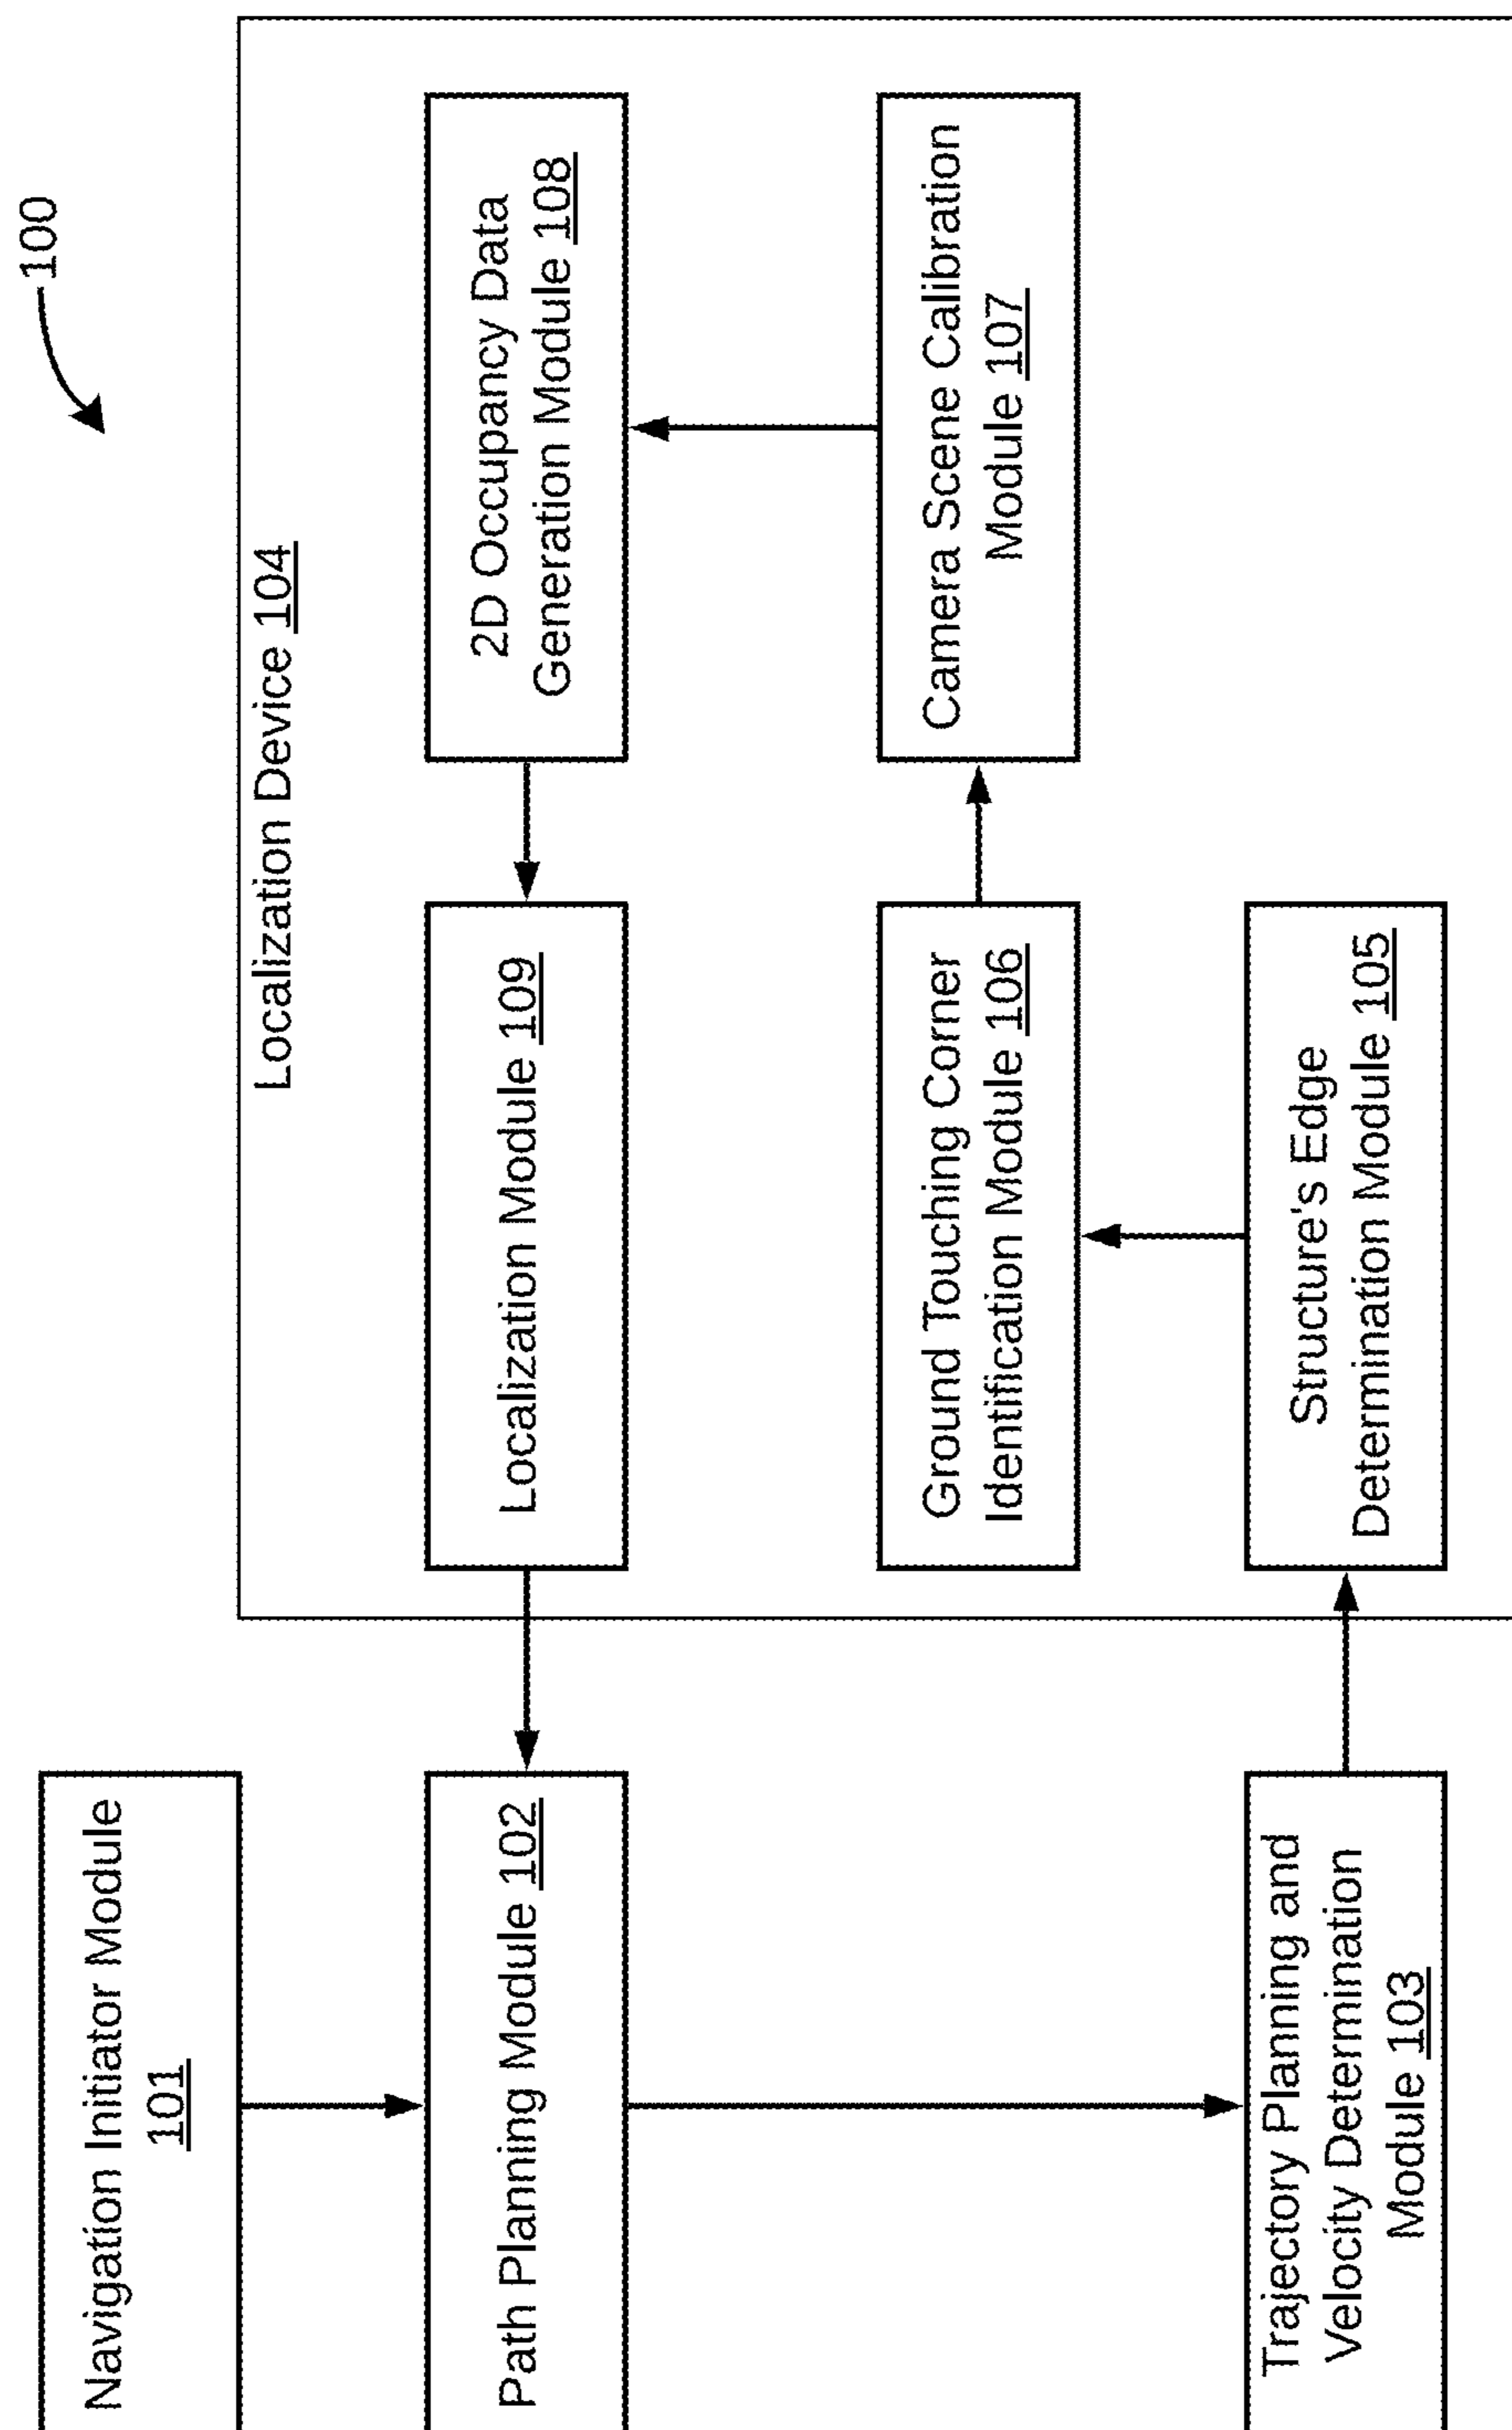 100
Navigation Initiator Module
101
Localization Device 104
Path Planning Module 102
Localization Module 109
2D Occupancy Data
Generation Module 108
Ground Touching Corner
Identification Module 106
Camera Scene Calibration
Module 107
Trajectory Planning and
Velocity Determination
Module 103
Structure's Edge
Determination Module 105